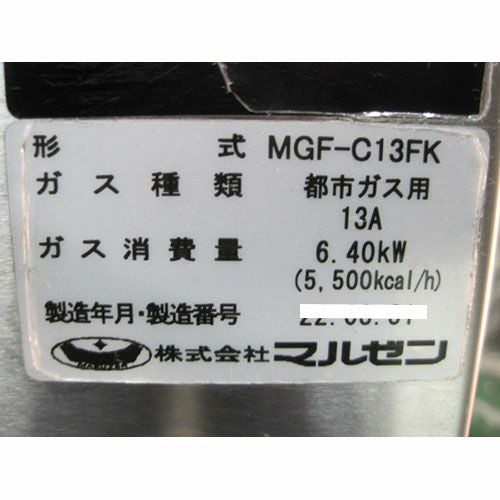 形式 MGF-C13FK
ガス種類 都市ガス用
13A
ガス消費量 6.40kW
(5,500kcal/h)
製造年月・製造番号
MARUZEN 株式会社 マルゼン